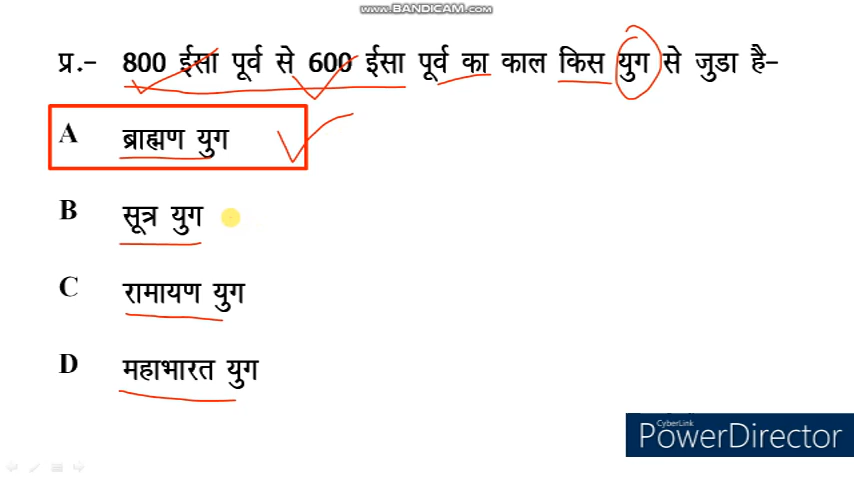 www.BANDICAM.com
प्र.- 800 ईसा पूर्व से 600 ईसा पूर्व का काल किस युग से जुडा है-
A ब्राह्मण युग
B सूत्र युग
C रामायण युग
D महाभारत युग
CyberLink
PowerDirector